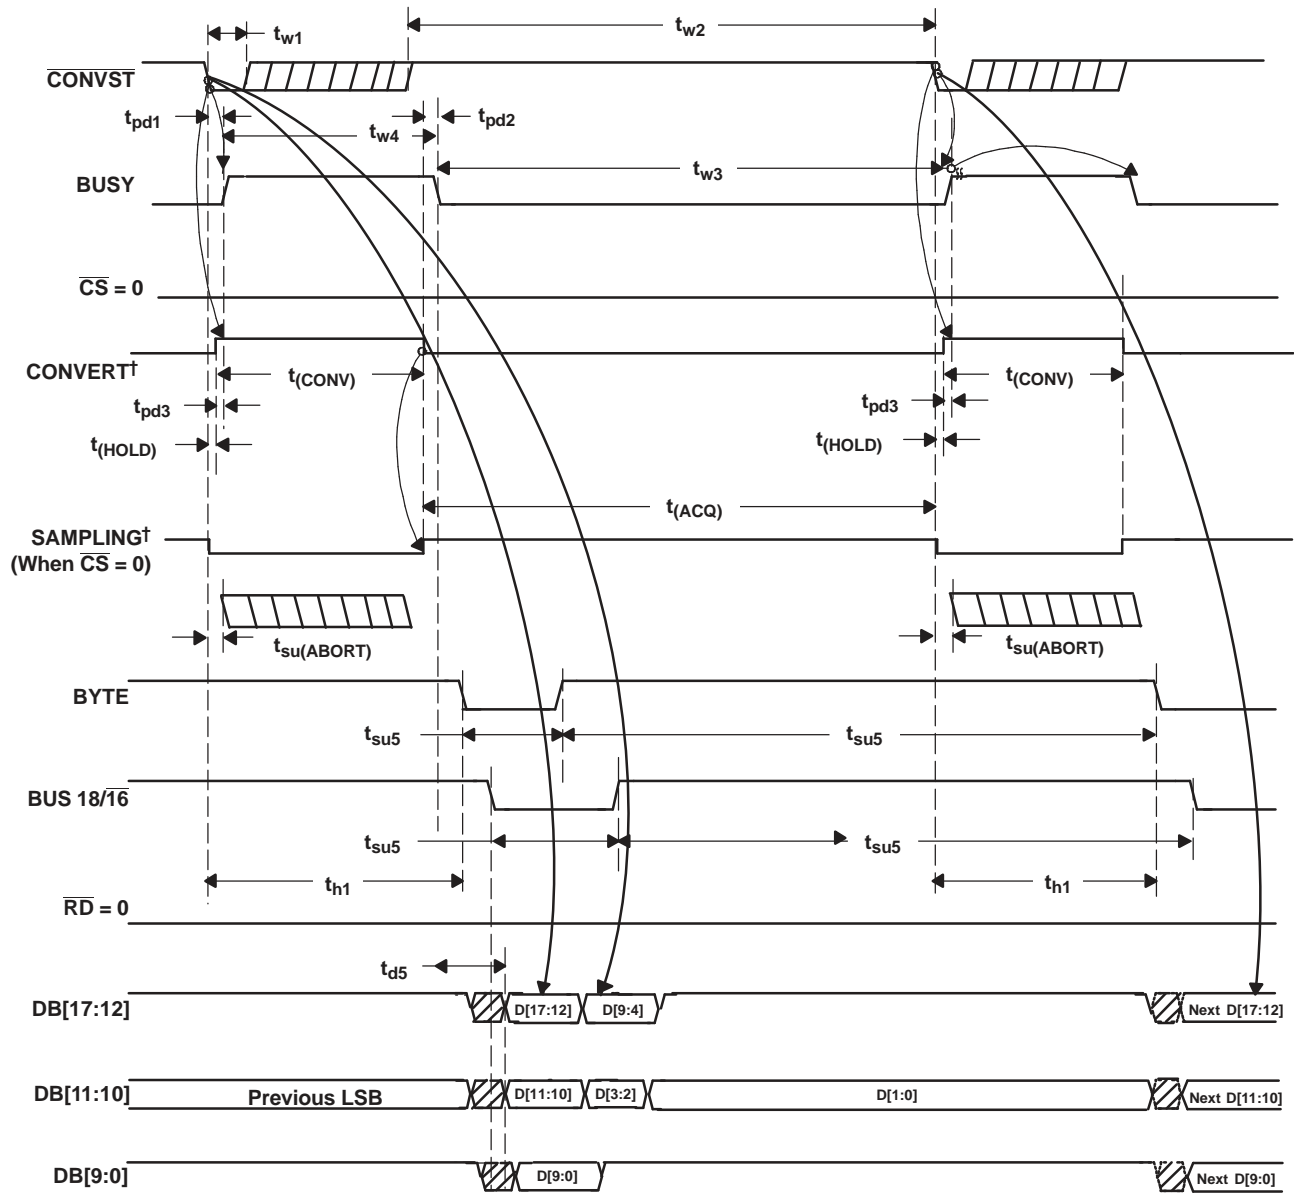 tw1
tw2
CONVST
tpd1
tw4
tpd2
tw3
BUSY
CS = 0
CONVERT†
t(CONV)
t(CONV)
tpd3
tpd3
t(HOLD)
t(HOLD)
t(ACQ)
SAMPLING†
(When CS = 0)
tsu(ABORT)
tsu(ABORT)
BYTE
tsu5
tsu5
BUS 18/16
tsu5
tsu5
th1
th1
RD = 0
td5
DB[17:12]
D[17:12]
D[9:4]
Next D[17:12]
DB[11:10]
Previous LSB
D[11:10]
D[3:2]
D[1:0]
Next D[11:10]
DB[9:0]
D[9:0]
Next D[9:0]